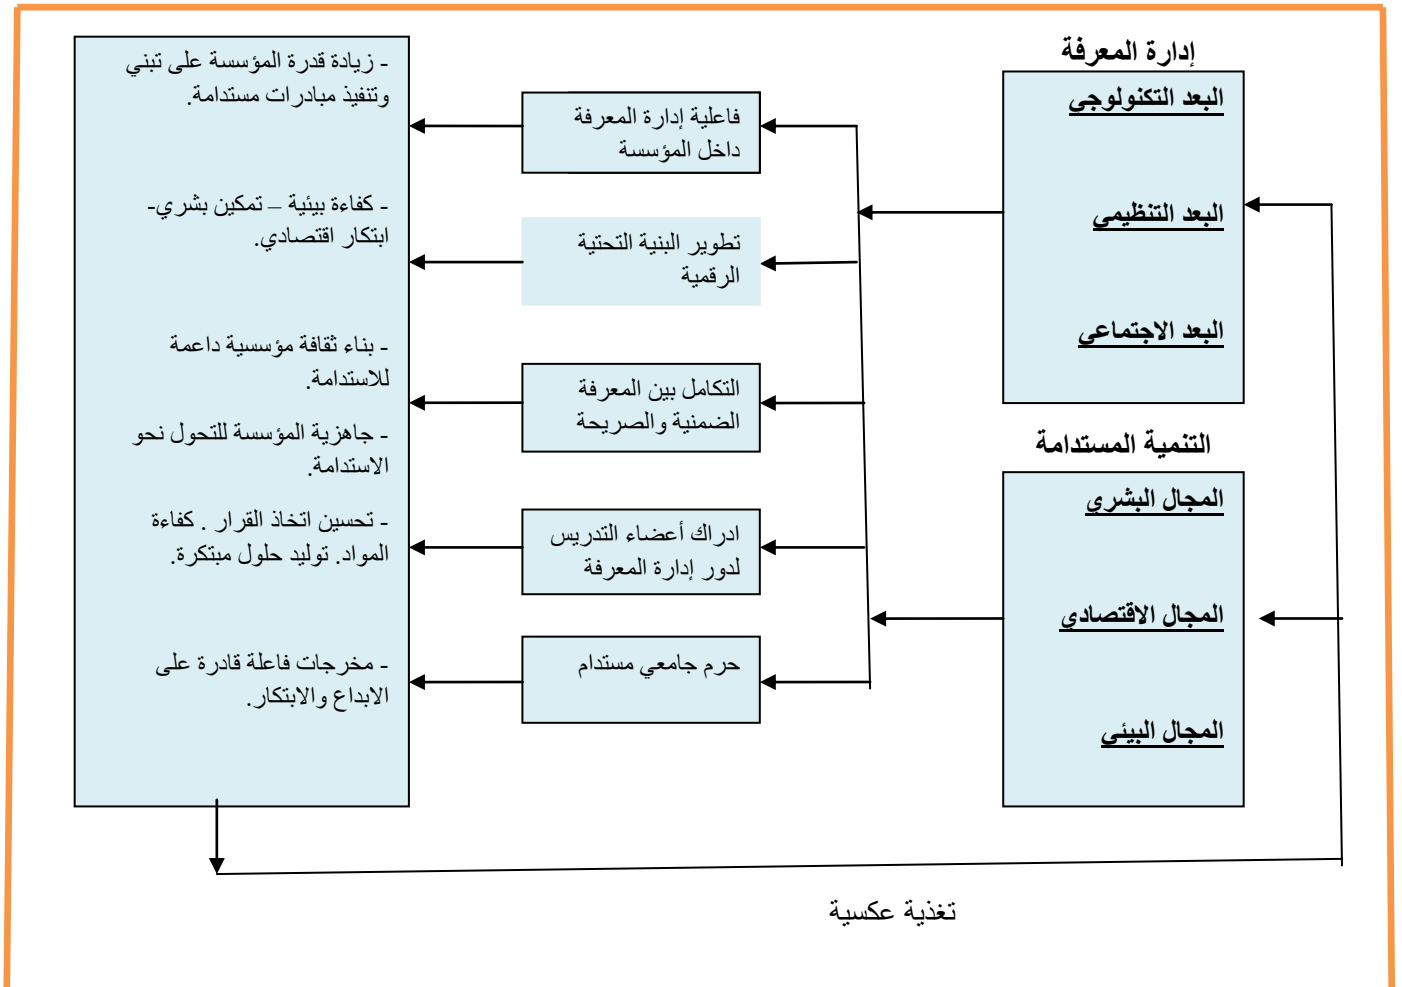 إدارة المعرفة
البعد التكنولوجي
البعد التنظيمي
البعد الاجتماعي
التنمية المستدامة
المجال البشري
المجال الاقتصادي
المجال البيئي
فاعلية إدارة المعرفة
داخل المؤسسة
تطوير البنية التحتية
الرقمية
التكامل بين المعرفة
الضمنية والصريحة
ادراك أعضاء التدريس
لدور إدارة المعرفة
حرم جامعي مستدام
- زيادة قدرة المؤسسة على تبني
وتنفيذ مبادرات مستدامة.
- كفاءة بيئية – تمكين بشري-
ابتكار اقتصادي.
- بناء ثقافة مؤسسية داعمة
للاستدامة.
- جاهزية المؤسسة للتحول نحو
الاستدامة.
- تحسين اتخاذ القرار . كفاءة
المواد. توليد حلول مبتكرة.
- مخرجات فاعلة قادرة على
الابداع والابتكار.
تغذية عكسية